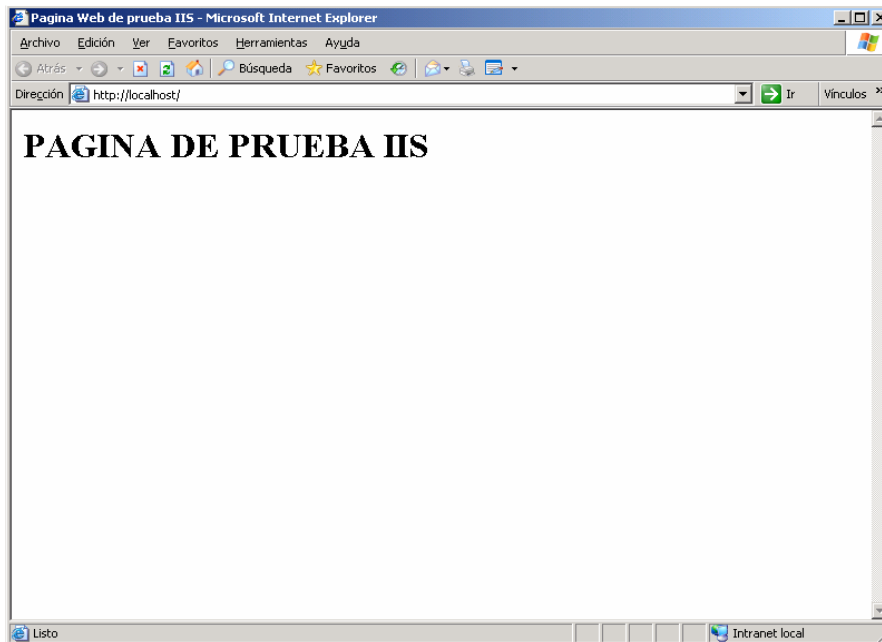 Pagina Web de prueba IIS - Microsoft Internet Explorer
Archivo Edición Ver Favoritos Herramientas Ayuda
Atrás Búsqueda Favoritos
Dirección http://localhost/ Ir Vínculos »
PAGINA DE PRUEBA IIS
Listo Intranet local